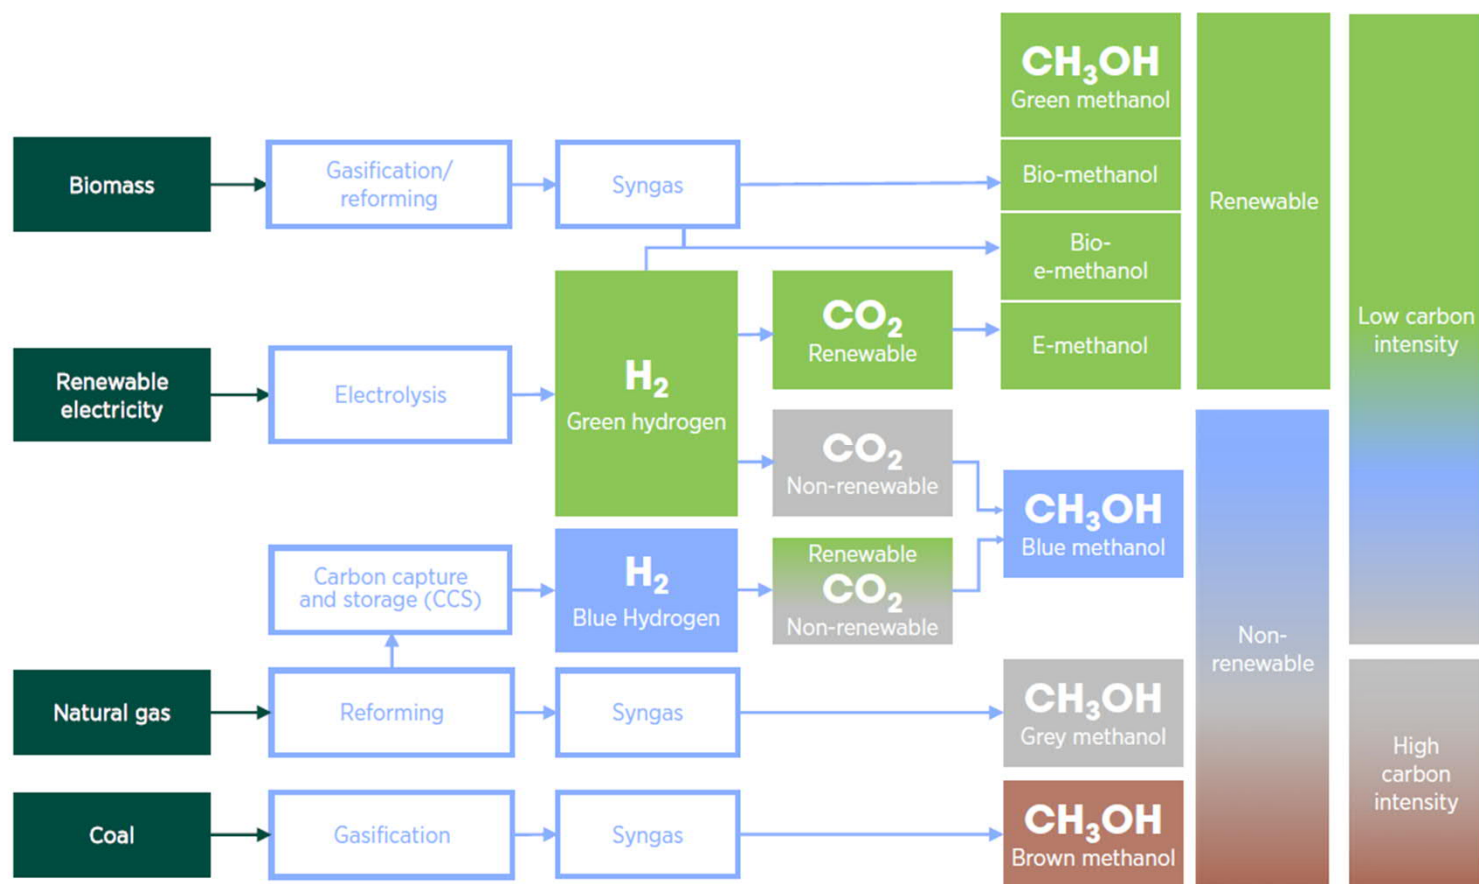 CH₃OH
Green methanol
Biomass
Gasification/
reforming
Syngas
Bio-methanol
Renewable
Bio-
e-methanol
Renewable
electricity
Electrolysis
H₂
Green hydrogen
CO₂
Renewable
E-methanol
Low carbon
intensity
CO₂
Non-renewable
CH₃OH
Blue methanol
Carbon capture
and storage (CCS)
H₂
Blue Hydrogen
Renewable
CO₂
Non-renewable
Non-
renewable
Natural gas
Reforming
Syngas
CH₃OH
Grey methanol
High
carbon
intensity
Coal
Gasification
Syngas
CH₃OH
Brown methanol